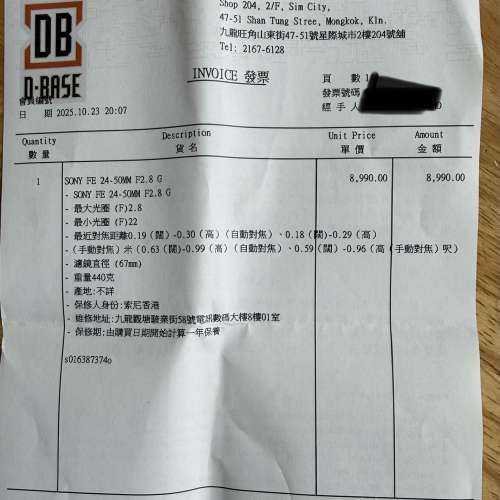 DB
D-BASE
Shop 204, 2/F, Sim City,
47-51 Shan Tung Stree, Mongkok, Kln.
九龍旺角山東街47-51號星際城市2樓204號舖
Tel: 2167-6128
INVOICE 發票
頁 數 1
發票號碼
經 手 人
會員編號
日 期 2025.10.23 20:07
Quantity Description Unit Price Amount
數 量 貨 名 單 價 金 額
1 SONY FE 24-50MM F2.8 G 8,990.00 8,990.00
- SONY FE 24-50MM F2.8 G
- 最大光圈 (F)2.8
- 最小光圈 (F)22
- 最近對焦距離0.19 (闊) -0.30 (高) (自動對焦) 、0.18 (闊) -0.29 (高)
- (手動對焦) 米 (0.63 (闊)-0.99 (高) (自動對焦) 、0.59 (闊) -0.96 (高 (手動對焦) 呎)
- 濾鏡直徑 (67mm)
- 重量440克
- 產地:不詳
- 保修人身份:索尼香港
- 維修地址:九龍觀塘駿業街58號電訊數碼大樓8樓01室
- 保修期:由購買日期開始計算一年保養
s016387374o